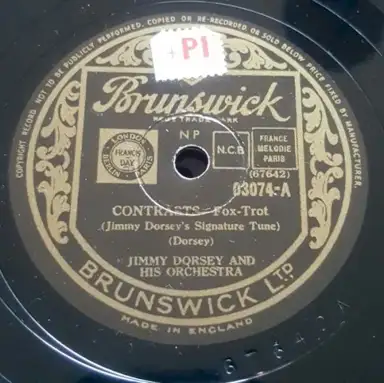 COPYRIGHT RECORD NOT TO BE PUBLICLY PERFORMED, COPIED OR RE-RECORDED OR SOLD BELOW PRICE FIXED BY MANUFACTURER.
+P1
Brunswick
TRADE MARK
NP
LONDON
FRANCIS & DAY
BERLIN PARIS
N.C.B
FRANCE
MELODIE
PARIS
(67642)
03074-A
CONTRASTS - Fox-Trot
(Jimmy Dorsey's Signature Tune)
(Dorsey)
JIMMY DORSEY AND
HIS ORCHESTRA
BRUNSWICK LTD
MADE IN ENGLAND